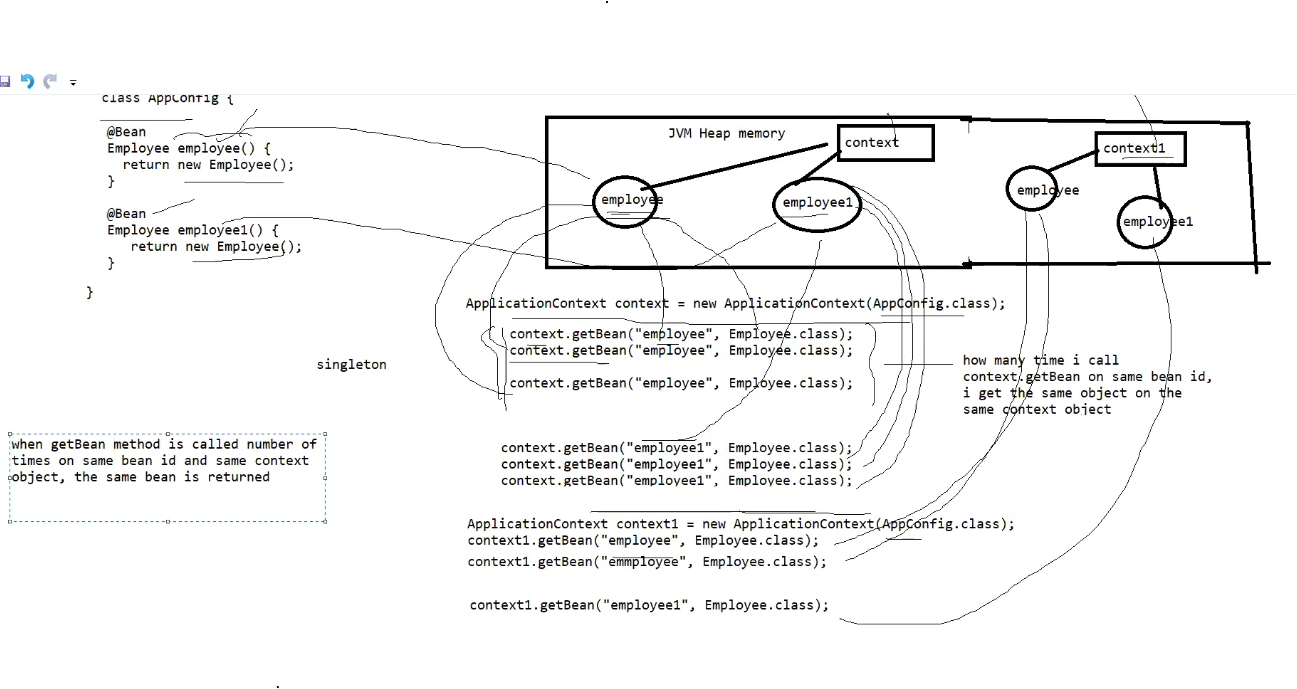 class AppConfig {
@Bean
Employee employee() {
return new Employee();
}
@Bean
Employee employee1() {
return new Employee();
}
}
JVM Heap memory
context
employee
employee1
context1
employee
employee1
ApplicationContext context = new ApplicationContext(AppConfig.class);
context.getBean("employee", Employee.class);
context.getBean("employee", Employee.class);
context.getBean("employee", Employee.class);
singleton
how many time i call
context.getBean on same bean id,
i get the same object on the
same context object
when getBean method is called number of
times on same bean id and same context
object, the same bean is returned
context.getBean("employee1", Employee.class);
context.getBean("employee1", Employee.class);
context.getBean("employee1", Employee.class);
ApplicationContext context1 = new ApplicationContext(AppConfig.class);
context1.getBean("employee", Employee.class);
context1.getBean("emmployee", Employee.class);
context1.getBean("employee1", Employee.class);